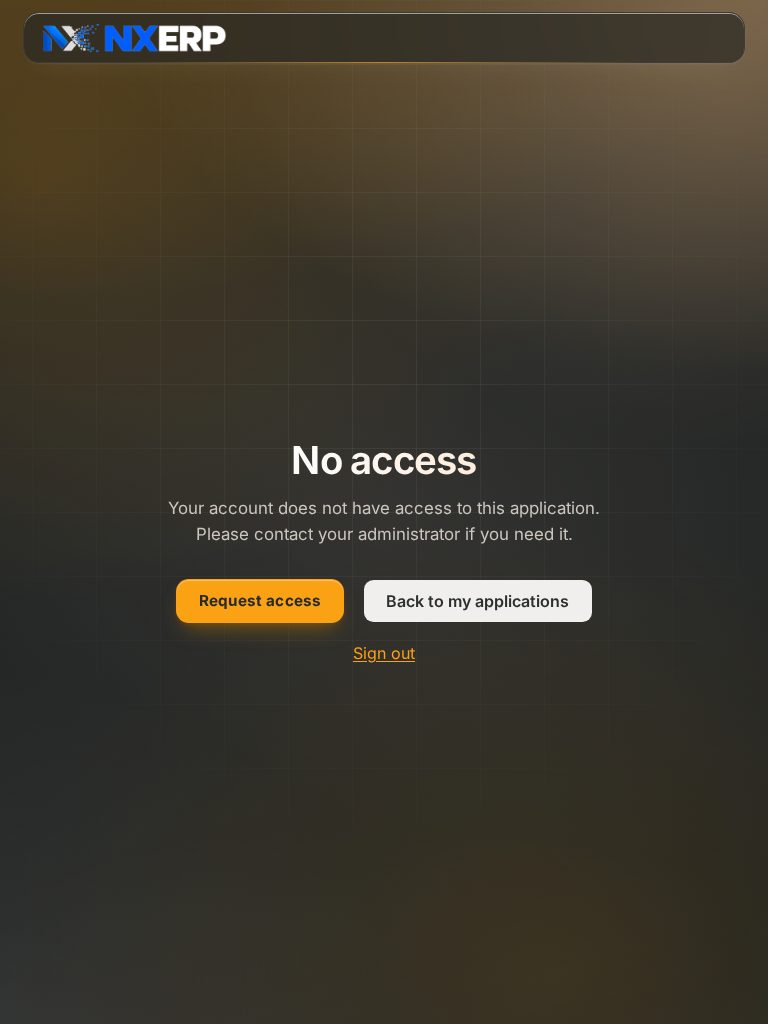 NXERP
No access
Your account does not have access to this application.
Please contact your administrator if you need it.
Request access
Back to my applications
Sign out